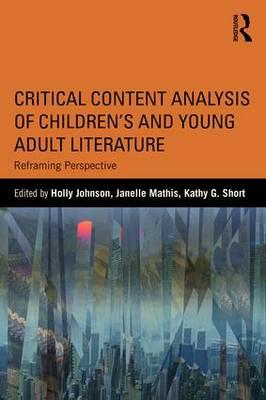 ROUTLEDGE
CRITICAL CONTENT ANALYSIS
OF CHILDREN'S AND YOUNG
ADULT LITERATURE
Reframing Perspective
Edited by Holly Johnson, Janelle Mathis, Kathy G. Short